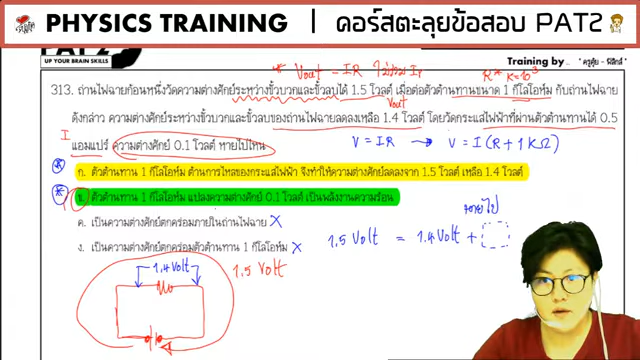 PHYSICS TRAINING | คอร์สตะลุยข้อสอบ PAT2
PAT2
UP YOUR BRAIN SKILLS
Training by..
* Vout = IR ไม่รวม Ir
R* K=10³
313. ถ่านไฟฉายก้อนหนึ่งวัดความต่างศักย์ระหว่างขั้วบวกและขั้วลบได้ 1.5 โวลต์ เมื่อต่อตัวต้านทานขนาด 1 กิโลโอห์ม กับถ่านไฟฉาย
Vout
ดังกล่าว ความต่างศักย์ระหว่างขั้วบวกและขั้วลบของถ่านไฟฉายลดลงเหลือ 1.4 โวลต์ โดยวัดกระแสไฟฟ้าที่ผ่านตัวต้านทานได้ 0.5
I
แอมแปร์ ความต่างศักย์ 0.1 โวลต์ หายไปไหน
V = IR → V = I(R + 1KΩ)
ก. ตัวต้านทาน 1 กิโลโอห์ม ต้านการไหลของกระแสไฟฟ้า จึงทำให้ความต่างศักย์ลดลงจาก 1.5 โวลต์ เหลือ 1.4 โวลต์
ข. ตัวต้านทาน 1 กิโลโอห์ม แปลงความต่างศักย์ 0.1 โวลต์ เป็นพลังงานความร้อน
หายไป
ค. เป็นความต่างศักย์ตกคร่อมภายในถ่านไฟฉาย X
1.5 Volt = 1.4 Volt +
ง. เป็นความต่างศักย์ตกคร่อมตัวต้านทาน 1 กิโลโอห์ม X
1.4 Volt
1.5 Volt